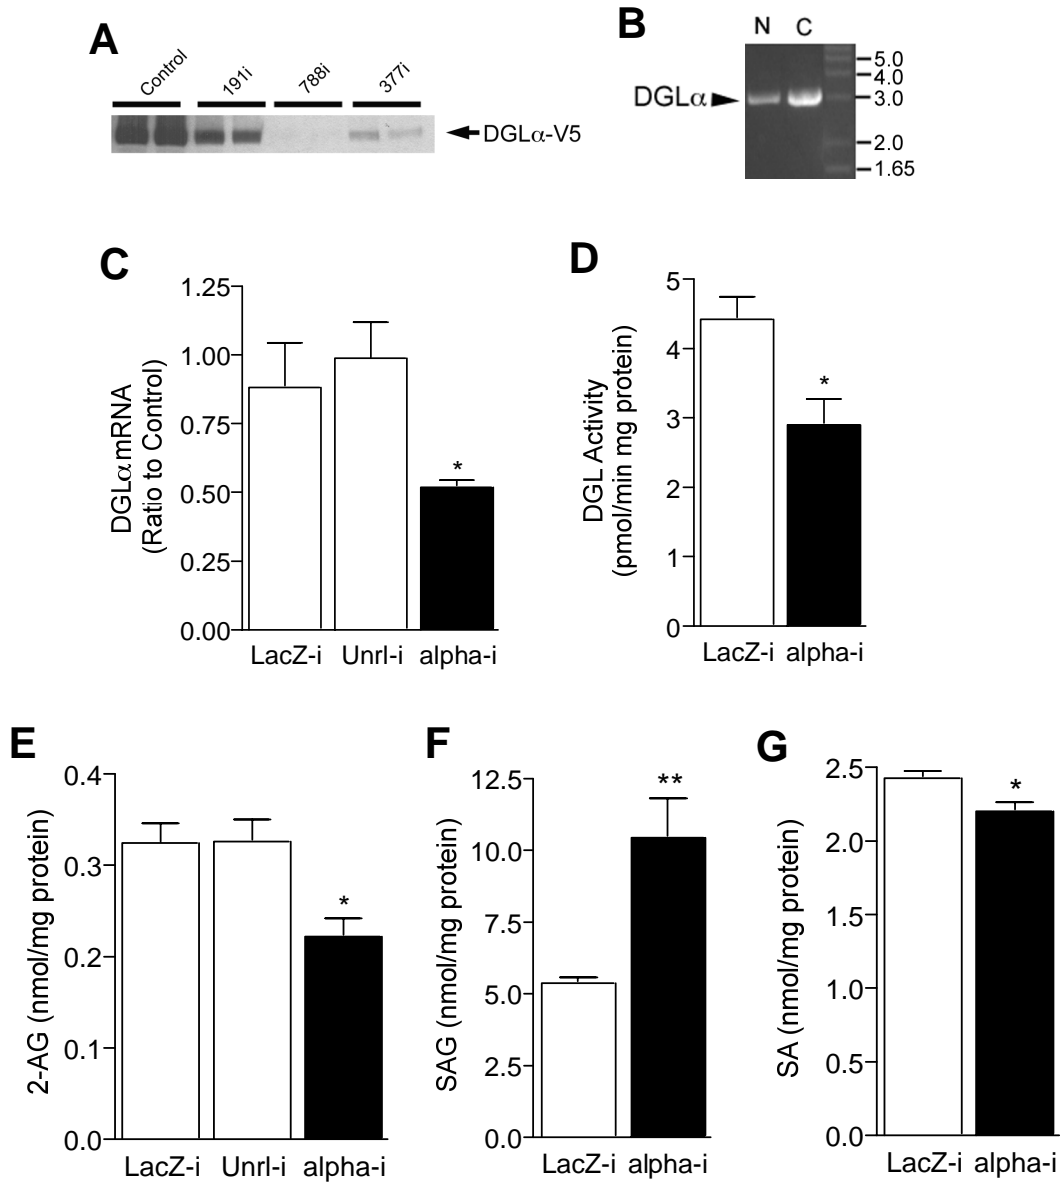 A
Control
191i
788i
377i
DGLα-V5
B
N C
DGLα
5.0
4.0
3.0
2.0
1.65
C
DGLα mRNA
(Ratio to Control)
1.25
1.00
0.75
0.50
0.25
0.00
*
LacZ-i Unrl-i alpha-i
D
DGL Activity
(pmol/min mg protein)
5
4
3
2
1
0
*
LacZ-i alpha-i
E
2-AG (nmol/mg protein)
0.4
0.3
0.2
0.1
0.0
*
LacZ-i Unrl-i alpha-i
F
SAG (nmol/mg protein)
12.5
10.0
7.5
5.0
2.5
0.0
**
LacZ-i alpha-i
G
SA (nmol/mg protein)
2.5
2.0
1.5
1.0
0.5
0.0
*
LacZ-i alpha-i